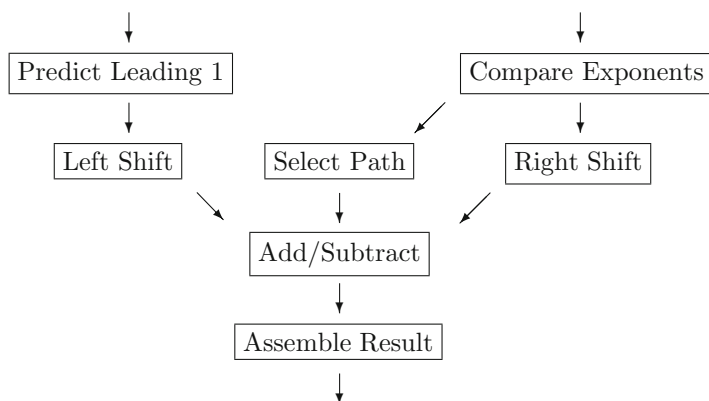 Predict Leading 1
Compare Exponents
Left Shift
Select Path
Right Shift
Add/Subtract
Assemble Result